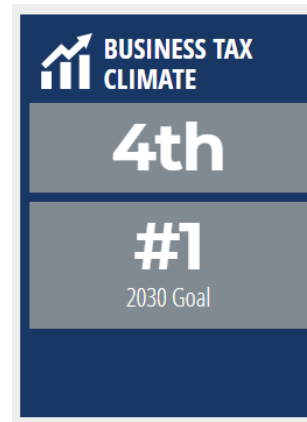 BUSINESS TAX
CLIMATE
4th
#1
2030 Goal